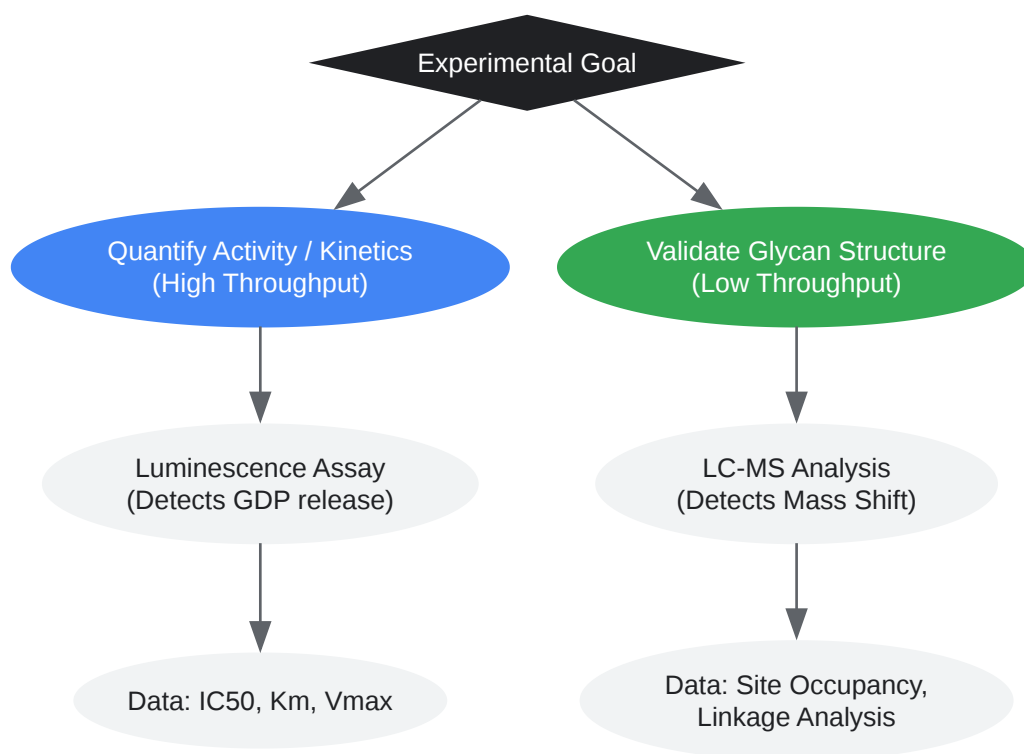 Experimental Goal
Quantify Activity / Kinetics
(High Throughput)
Validate Glycan Structure
(Low Throughput)
Luminescence Assay
(Detects GDP release)
LC-MS Analysis
(Detects Mass Shift)
Data: IC50, Km, Vmax
Data: Site Occupancy,
Linkage Analysis